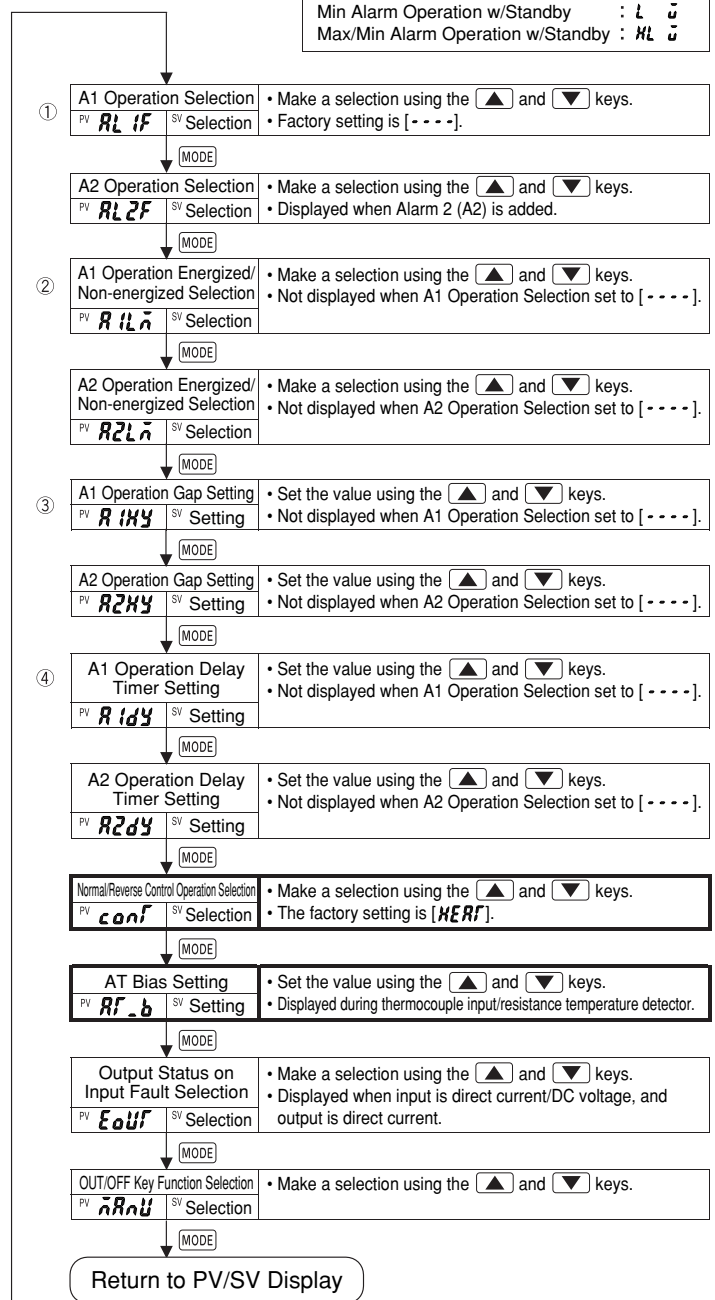 Min Alarm Operation w/Standby : L w̄
Max/Min Alarm Operation w/Standby : HL w̄
① A1 Operation Selection • Make a selection using the ▲ and ▼ keys.
PV AL1F SV Selection • Factory setting is [----].
MODE
A2 Operation Selection • Make a selection using the ▲ and ▼ keys.
PV AL2F SV Selection • Displayed when Alarm 2 (A2) is added.
MODE
② A1 Operation Energized/ • Make a selection using the ▲ and ▼ keys.
Non-energized Selection • Not displayed when A1 Operation Selection set to [----].
PV A1LM SV Selection
MODE
A2 Operation Energized/ • Make a selection using the ▲ and ▼ keys.
Non-energized Selection • Not displayed when A2 Operation Selection set to [----].
PV A2LM SV Selection
MODE
③ A1 Operation Gap Setting • Set the value using the ▲ and ▼ keys.
PV A1HY SV Setting • Not displayed when A1 Operation Selection set to [----].
MODE
A2 Operation Gap Setting • Set the value using the ▲ and ▼ keys.
PV A2HY SV Setting • Not displayed when A2 Operation Selection set to [----].
MODE
④ A1 Operation Delay • Set the value using the ▲ and ▼ keys.
Timer Setting • Not displayed when A1 Operation Selection set to [----].
PV A1dY SV Setting
MODE
A2 Operation Delay • Set the value using the ▲ and ▼ keys.
Timer Setting • Not displayed when A2 Operation Selection set to [----].
PV A2dY SV Setting
MODE
Normal/Reverse Control Operation Selection • Make a selection using the ▲ and ▼ keys.
PV conT SV Selection • The factory setting is [HEAT].
MODE
AT Bias Setting • Set the value using the ▲ and ▼ keys.
PV AT_b SV Setting • Displayed during thermocouple input/resistance temperature detector.
MODE
Output Status on • Make a selection using the ▲ and ▼ keys.
Input Fault Selection • Displayed when input is direct current/DC voltage, and
PV EoUT SV Selection output is direct current.
MODE
OUT/OFF Key Function Selection • Make a selection using the ▲ and ▼ keys.
PV MAnU SV Selection
MODE
Return to PV/SV Display